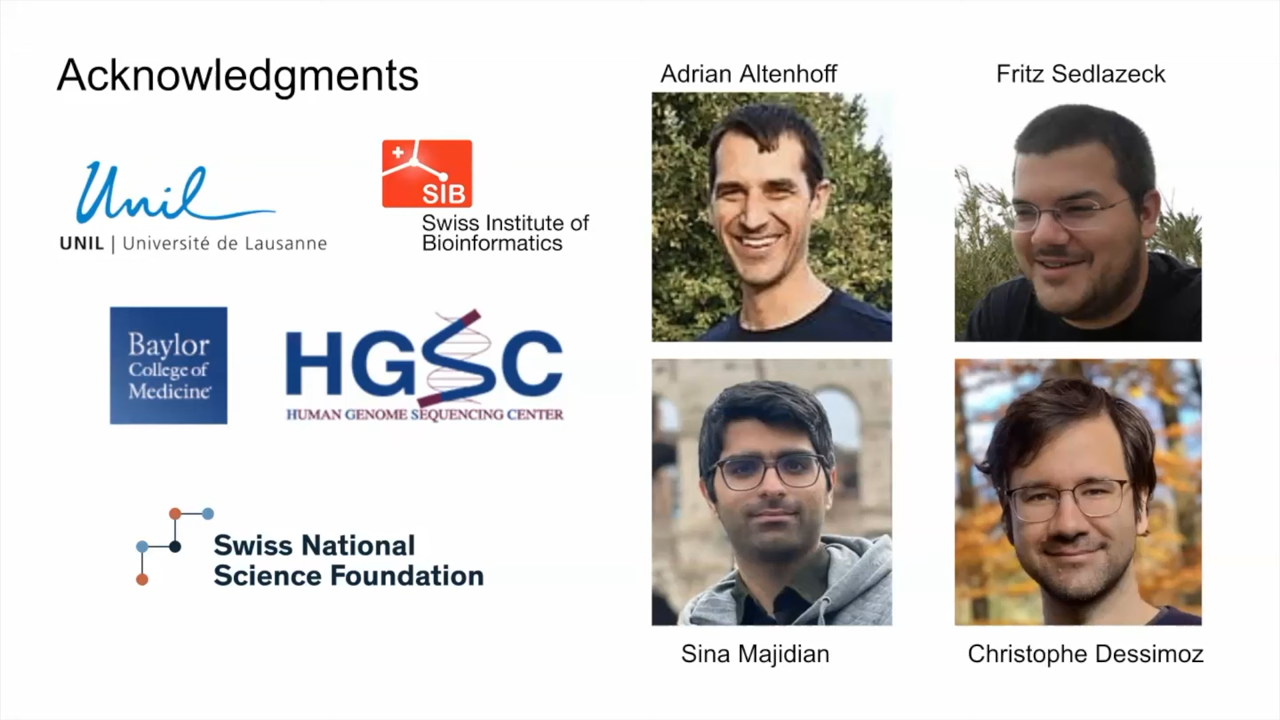 Acknowledgments
Unil
UNIL | Université de Lausanne
SIB
Swiss Institute of
Bioinformatics
Baylor
College of
Medicine
HGSC
HUMAN GENOME SEQUENCING CENTER
Swiss National
Science Foundation
Adrian Altenhoff
Fritz Sedlazeck
Sina Majidian
Christophe Dessimoz